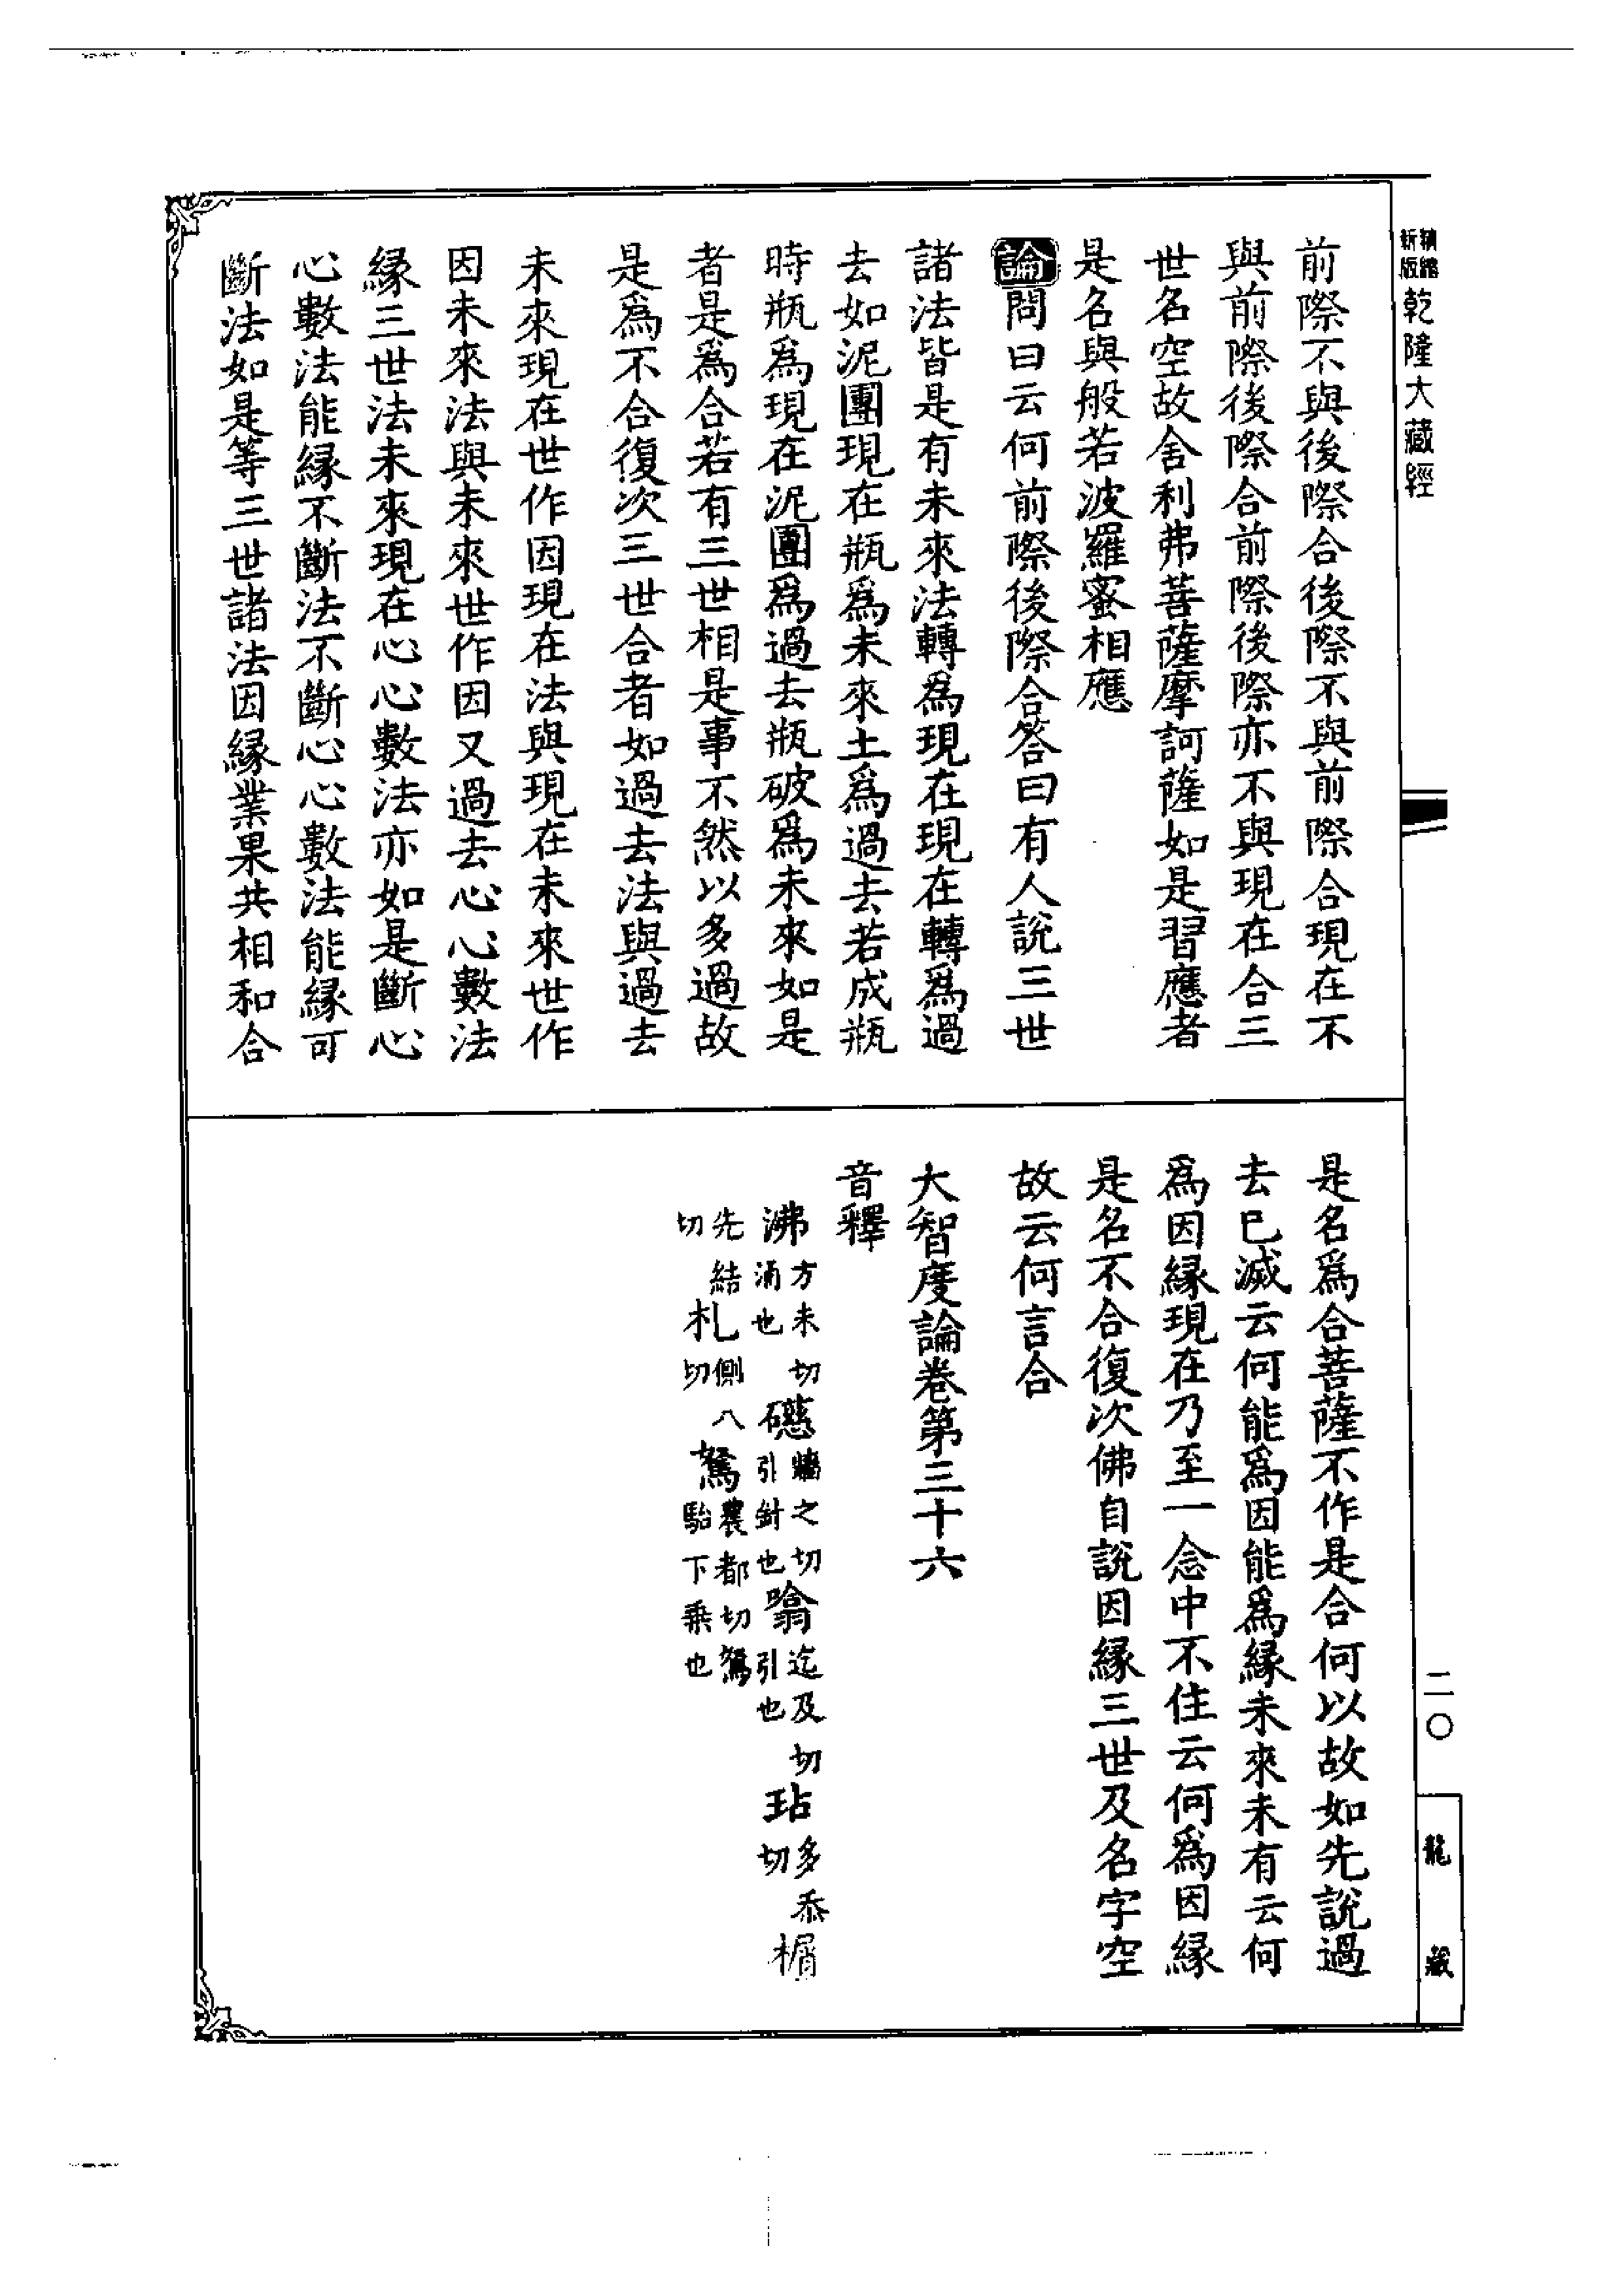 新版精縮乾隆大藏經
前際不與後際合後際不與前際合現在不
與前際後際合前際後際亦不與現在合三
世名空故舍利弗菩薩摩訶薩如是習應者
是名與般若波羅蜜相應
論問曰云何前際後際合答曰有人說三世
諸法皆是有未來法轉爲現在現在轉爲過
去如泥團現在瓶爲未來土爲過去若成瓶
時瓶爲現在泥團爲過去瓶破爲未來如是
者是爲合若有三世相是事不然以多過故
是爲不合復次三世合者如過去法與過去
未來現在世作因現在法與現在未來世作
因未來法與未來世作因又過去心心數法
緣三世法未來現在心心數法亦如是斷心
心數法能緣不斷法不斷心心數法能緣可
斷法如是等三世諸法因緣業果共相和合
是名爲合菩薩不作是合何以故如先說過
去巳滅云何能爲因能爲緣未來未有云何
爲因緣現在乃至一念中不住云何爲因緣
是名不合復次佛自說因緣三世及名字空
故云何言合
大智度論卷第三十六
音釋
沸方未切涌也礠牆之切引針也噏迄及切引也玷多忝切榍
先結切札側八切駑農都切駑駘下乘也
二〇
龍藏